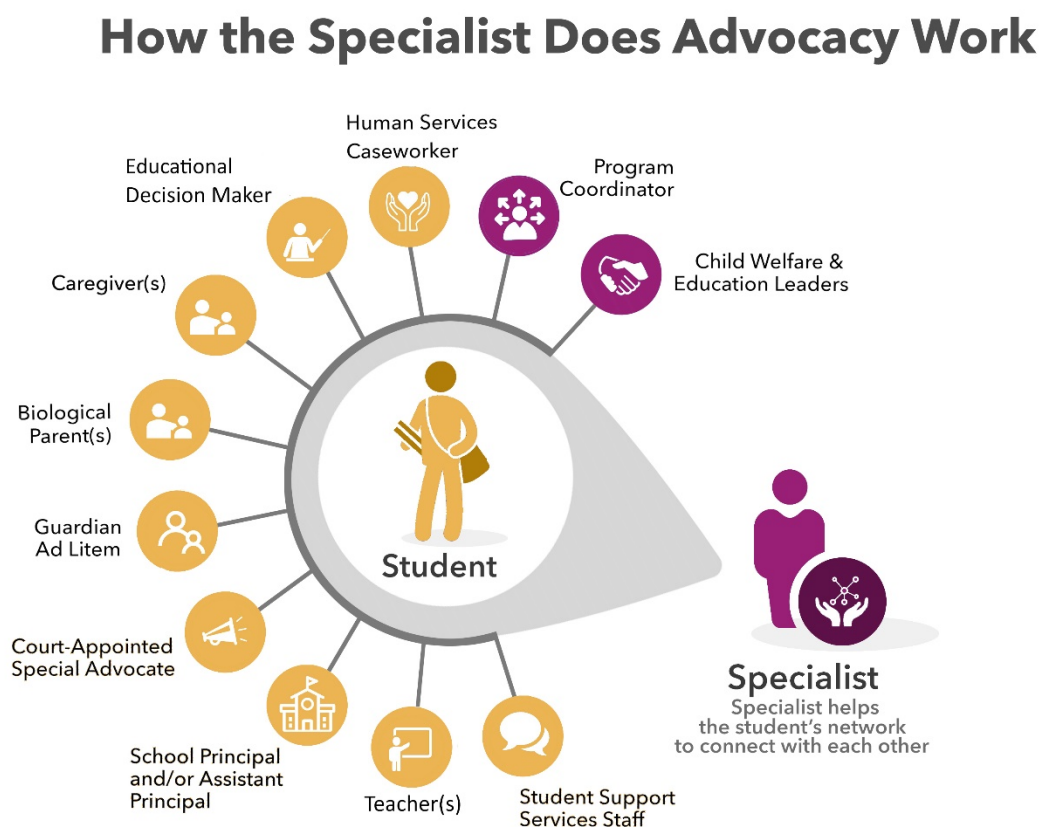 How the Specialist Does Advocacy Work
Human Services
Caseworker
Educational
Decision Maker
Program
Coordinator
Child Welfare &
Education Leaders
Caregiver(s)
Biological
Parent(s)
Guardian
Ad Litem
Court-Appointed
Special Advocate
School Principal
and/or Assistant
Principal
Teacher(s)
Student Support
Services Staff
Student
Specialist
Specialist helps
the student's network
to connect with each other